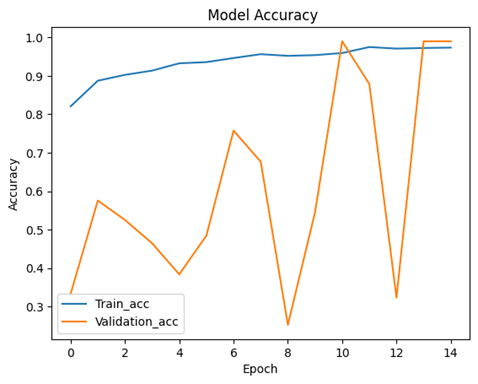 Model Accuracy
1.0
0.9
0.8
0.7
0.6
0.5
0.4
0.3
Accuracy
Train_acc
Validation_acc
0 2 4 6 8 10 12 14
Epoch